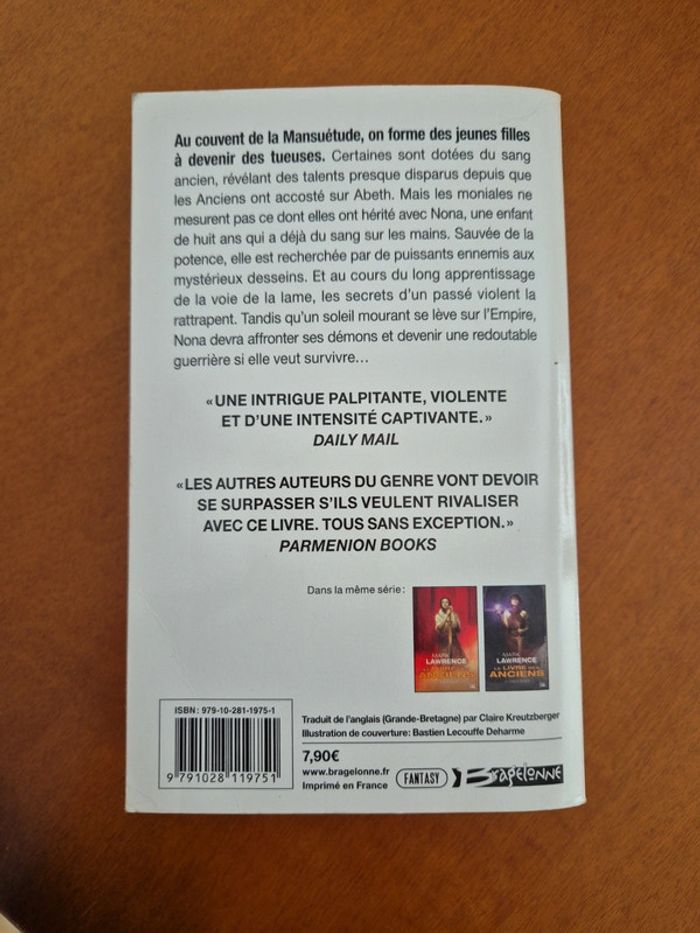 Au couvent de la Mansuétude, on forme des jeunes filles
à devenir des tueuses. Certaines sont dotées du sang
ancien, révélant des talents presque disparus depuis que
les Anciens ont accosté sur Abeth. Mais les moniales ne
mesurent pas ce dont elles ont hérité avec Nona, une enfant
de huit ans qui a déjà du sang sur les mains. Sauvée de la
potence, elle est recherchée par de puissants ennemis aux
mystérieux desseins. Et au cours du long apprentissage
de la voie de la lame, les secrets d'un passé violent la
rattrapent. Tandis qu'un soleil mourant se lève sur l'Empire,
Nona devra affronter ses démons et devenir une redoutable
guerrière si elle veut survivre…
« UNE INTRIGUE PALPITANTE, VIOLENTE
ET D'UNE INTENSITÉ CAPTIVANTE. »
DAILY MAIL
« LES AUTRES AUTEURS DU GENRE VONT DEVOIR
SE SURPASSER S'ILS VEULENT RIVALISER
AVEC CE LIVRE. TOUS SANS EXCEPTION. »
PARMENION BOOKS
Dans la même série :
MARK
LAWRENCE
ANCIENS
MARK
LAWRENCE
LE LIVRE DES
ANCIENS
ISBN : 979-10-281-1975-1
9 791028 119751
Traduit de l'anglais (Grande-Bretagne) par Claire Kreutzberger
Illustration de couverture : Bastien Lecouffe Deharme
7,90€
www.bragelonne.fr
Imprimé en France
FANTASY
BRAGELONNE